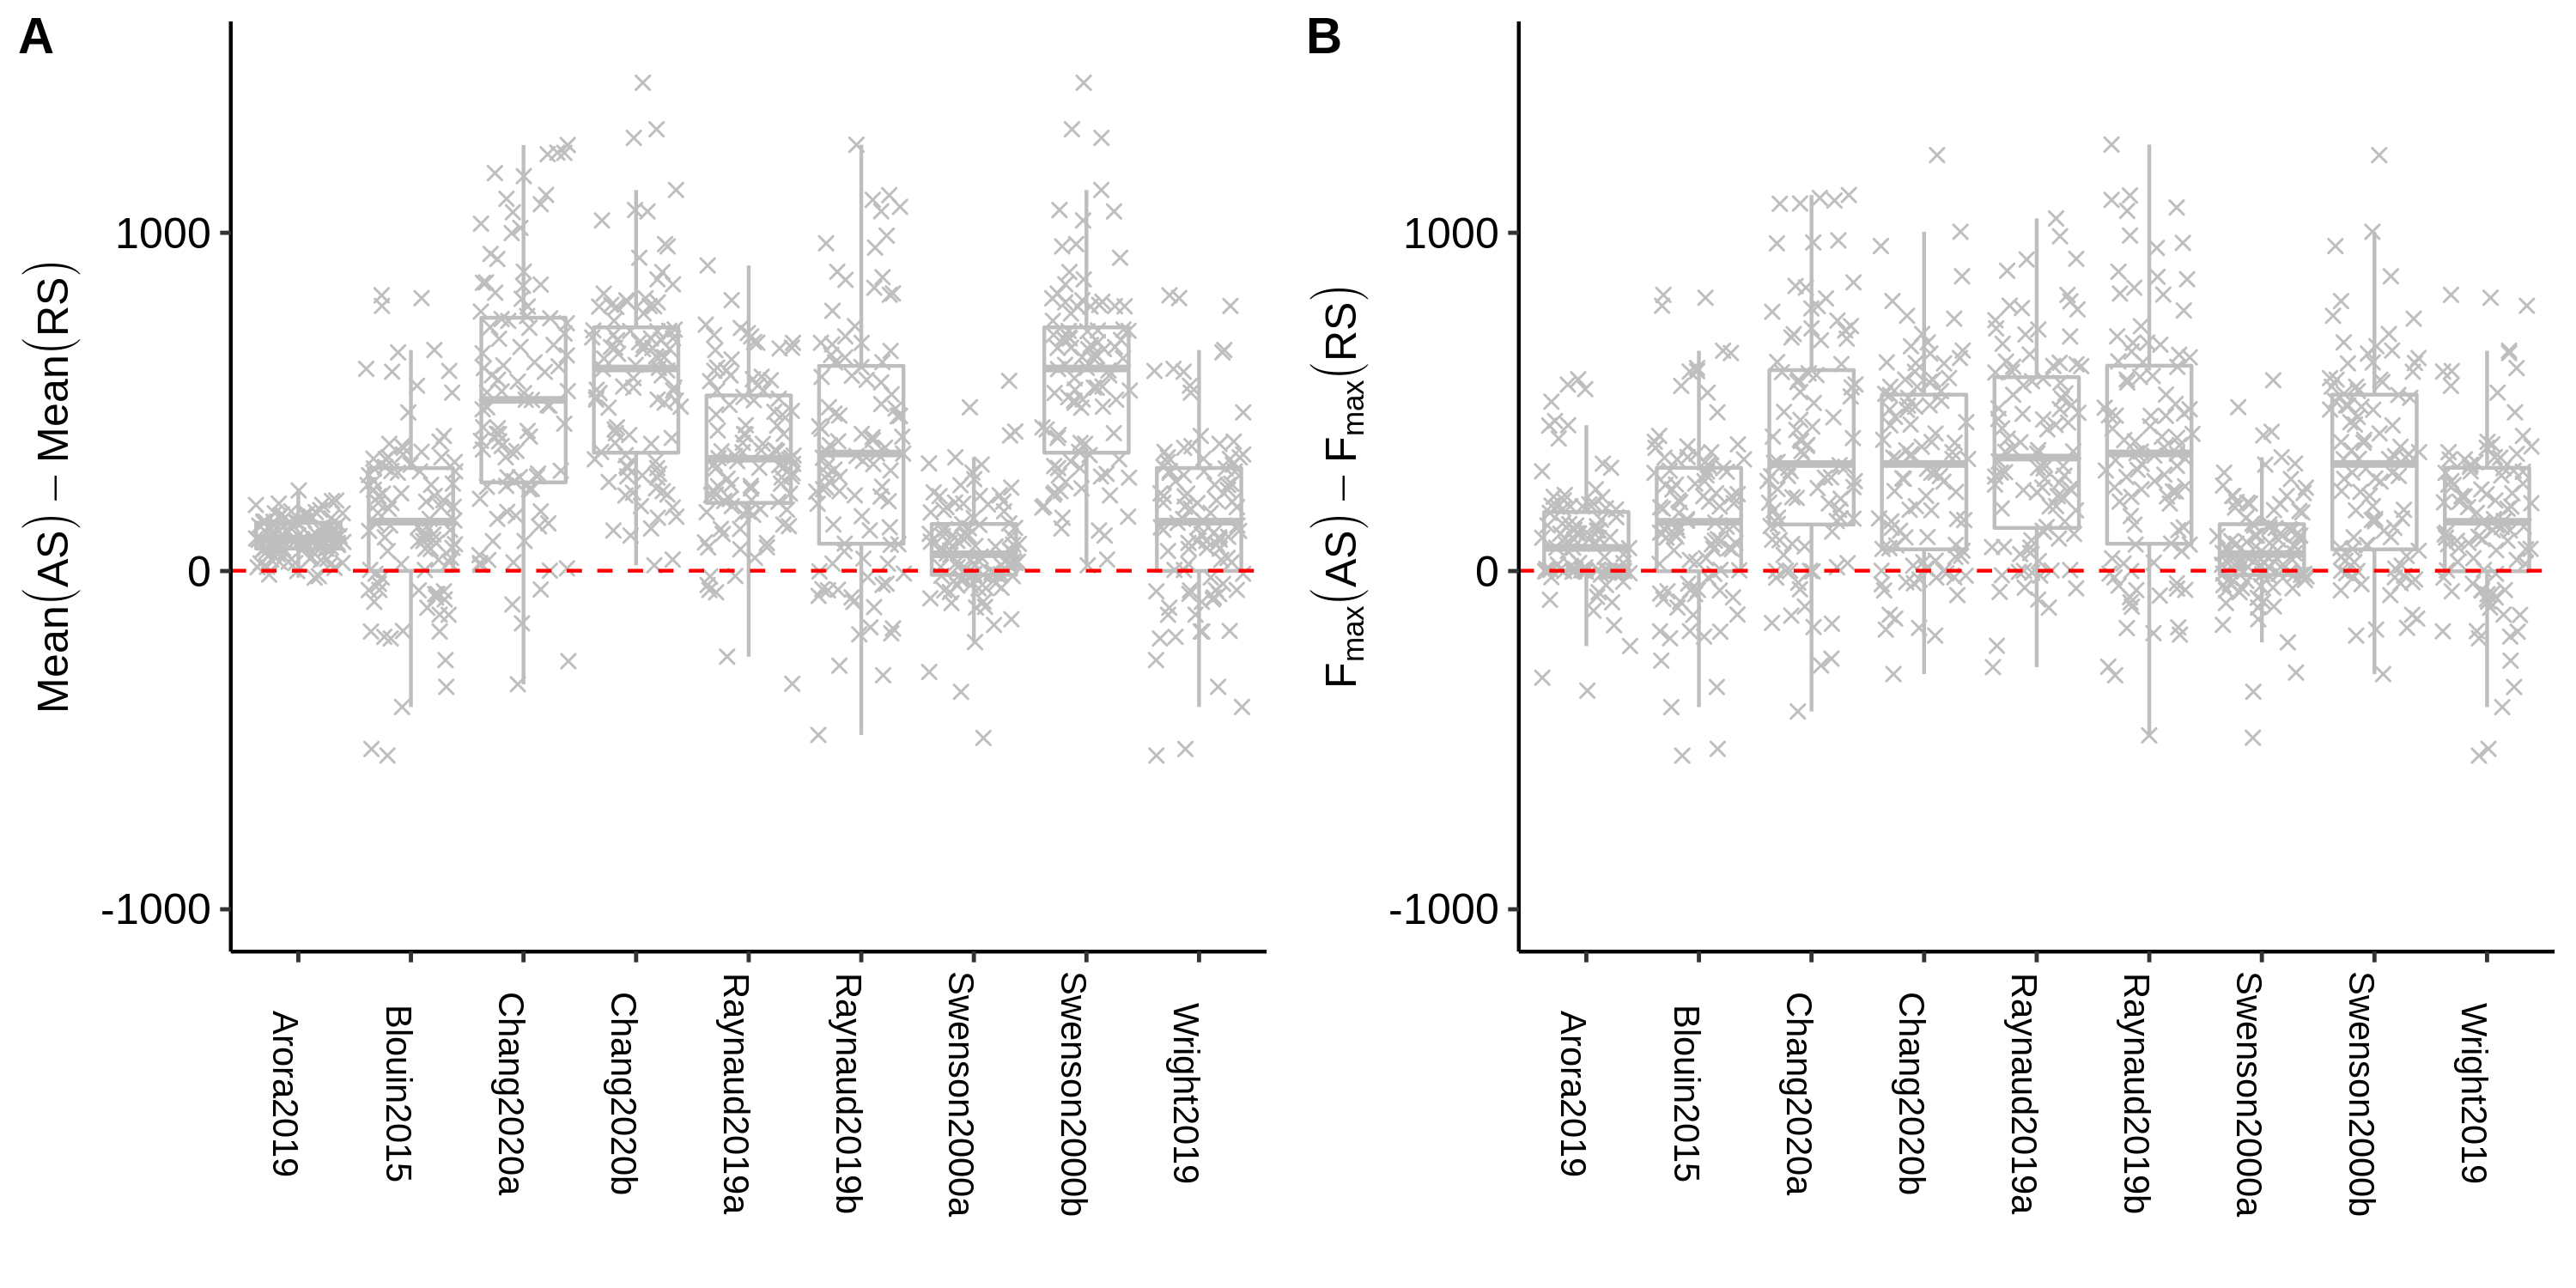 A
Mean(AS) − Mean(RS)
1000
0
-1000
Arora2019
Blouin2015
Chang2020a
Chang2020b
Raynaud2019a
Raynaud2019b
Swenson2000a
Swenson2000b
Wright2019
B
Fmax(AS) − Fmax(RS)
1000
0
-1000
Arora2019
Blouin2015
Chang2020a
Chang2020b
Raynaud2019a
Raynaud2019b
Swenson2000a
Swenson2000b
Wright2019